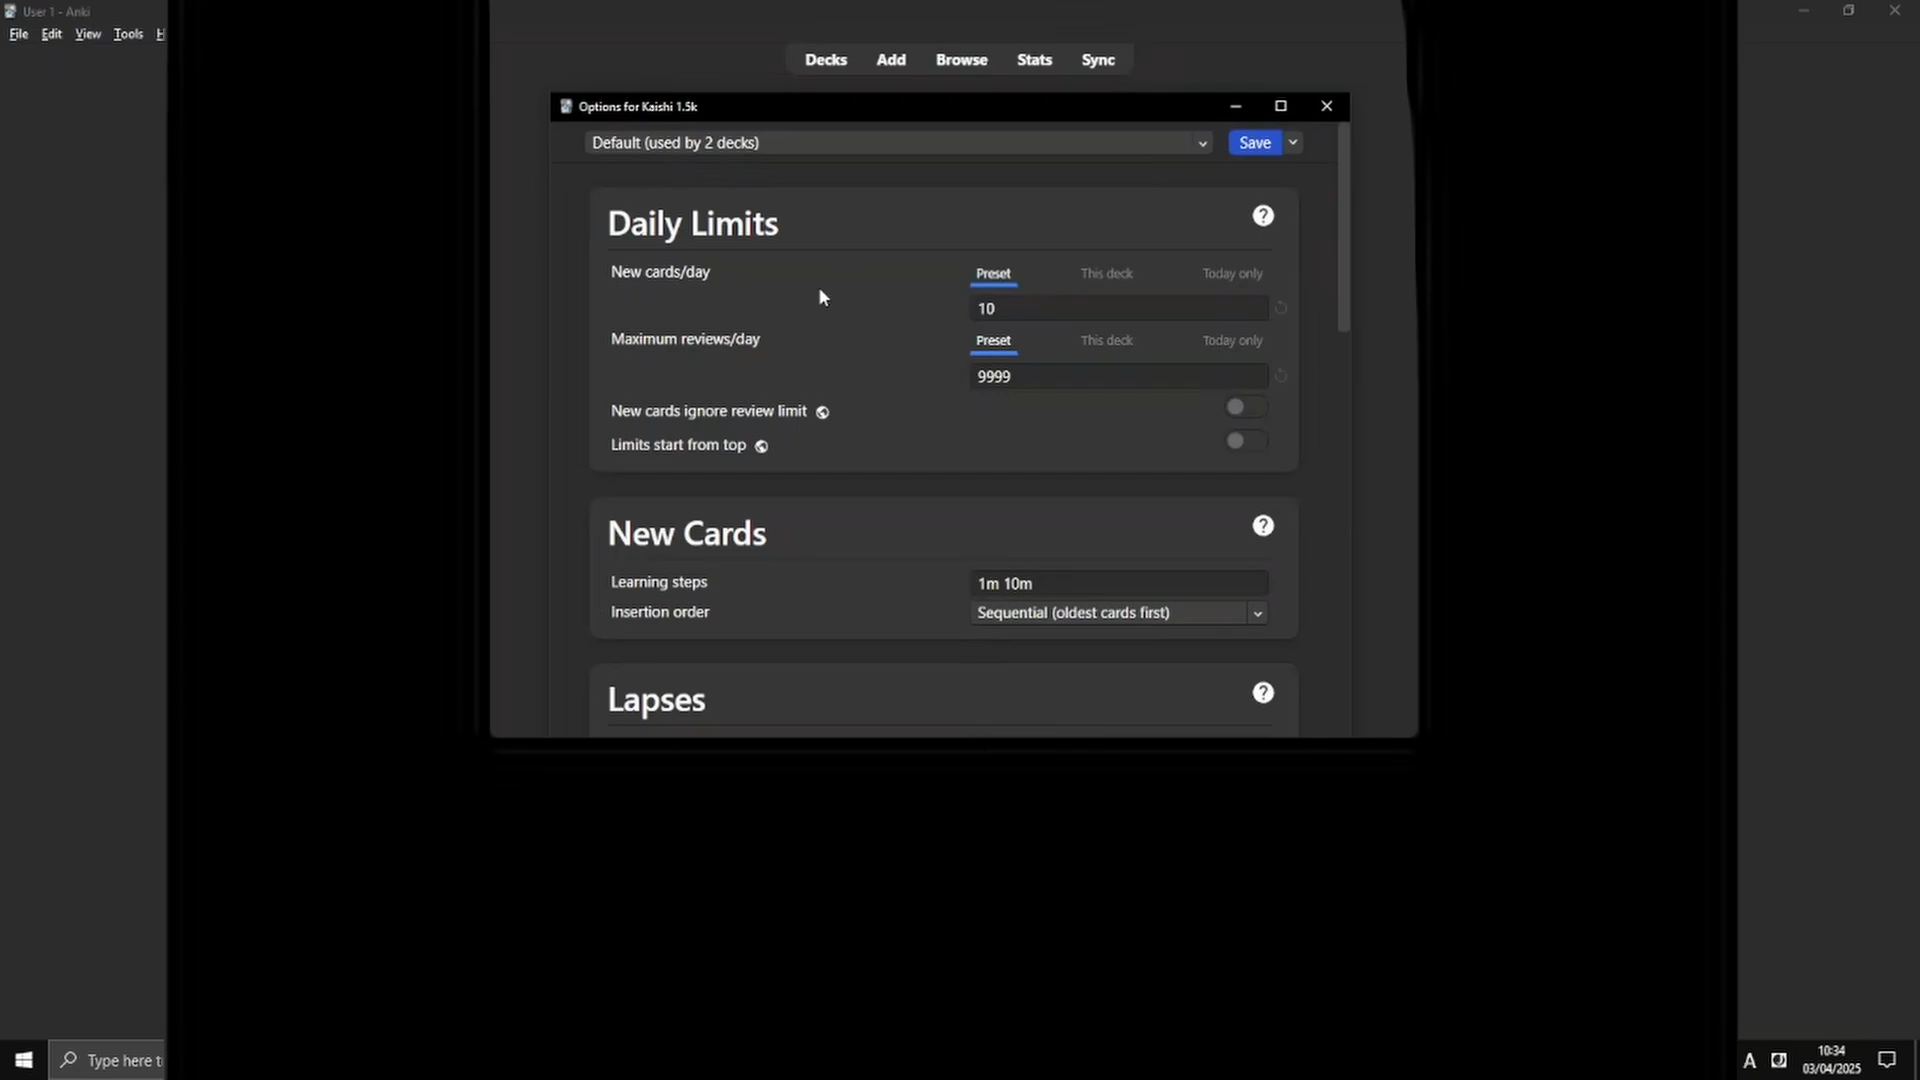 User 1 - Anki
File Edit View Tools H
Decks Add Browse Stats Sync
Options for Kaishi 1.5k
Default (used by 2 decks)
Save
Daily Limits
New cards/day
Preset This deck Today only
10
Maximum reviews/day
Preset This deck Today only
9999
New cards ignore review limit
Limits start from top
New Cards
Learning steps
1m 10m
Insertion order
Sequential (oldest cards first)
Lapses
Type here t
A
10:34
03/04/2025